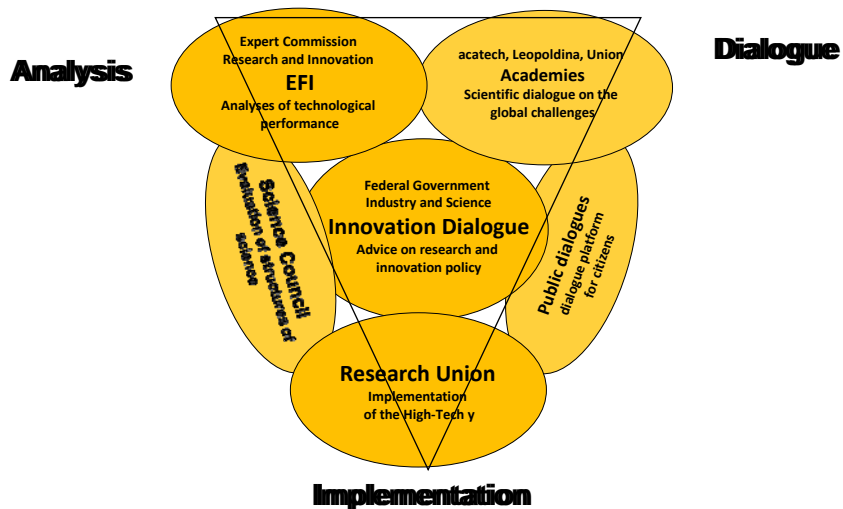 Analysis
Dialogue
Expert Commission
Research and Innovation
EFI
Analyses of technological
performance
acatech, Leopoldina, Union
Academies
Scientific dialogue on the
global challenges
Science Council
Evaluation of structures of
science
Federal Government
Industry and Science
Innovation Dialogue
Advice on research and
innovation policy
Public dialogues
dialogue platform
for citizens
Research Union
Implementation
of the High-Tech y
Implementation